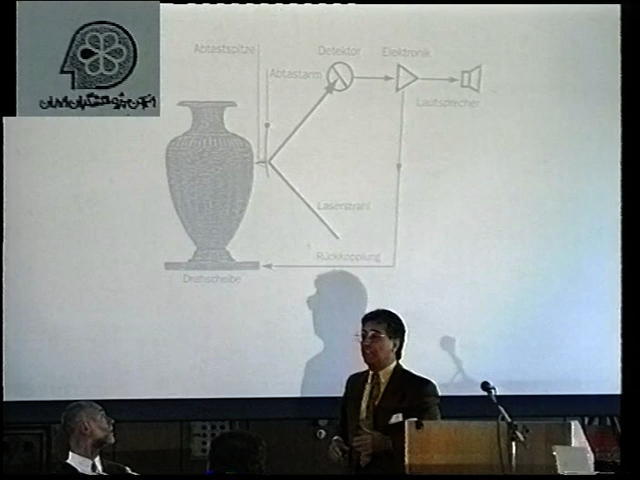 Abtastspitze
Detektor
Elektronik
Abtastarm
Lautsprecher
Laserstrahl
Rückkopplung
Drehscheibe